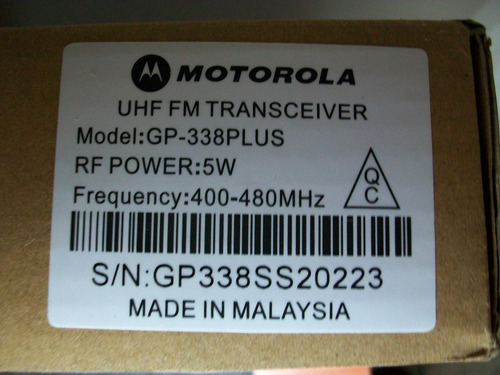 MOTOROLA
UHF FM TRANSCEIVER
Model:GP-338PLUS
RF POWER:5W
Frequency:400-480MHz
QC
S/N:GP338SS20223
MADE IN MALAYSIA